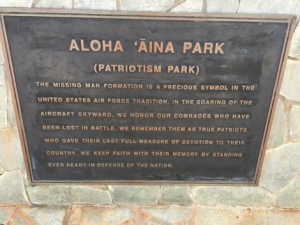 ALOHA ʻĀINA PARK
(PATRIOTISM PARK)
THE MISSING MAN FORMATION IS A PRECIOUS SYMBOL IN THE
UNITED STATES AIR FORCE TRADITION. IN THE SOARING OF THE
AIRCRAFT SKYWARD, WE HONOR OUR COMRADES WHO HAVE
BEEN LOST IN BATTLE. WE REMEMBER THEM AS TRUE PATRIOTS
WHO GAVE THEIR LAST FULL MEASURE OF DEVOTION TO THEIR
COUNTRY. WE KEEP FAITH WITH THEIR MEMORY BY STANDING
EVER READY IN DEFENSE OF THE NATION.